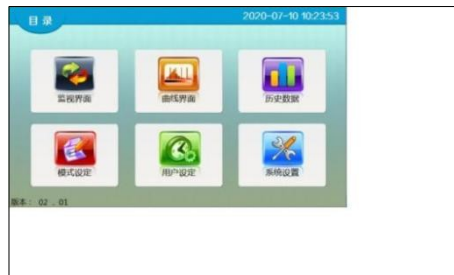 目录
2020-07-10 10:23:53
监视界面
曲线界面
历史数据
模式设定
用户设定
系统设置
版本: 02 . 01